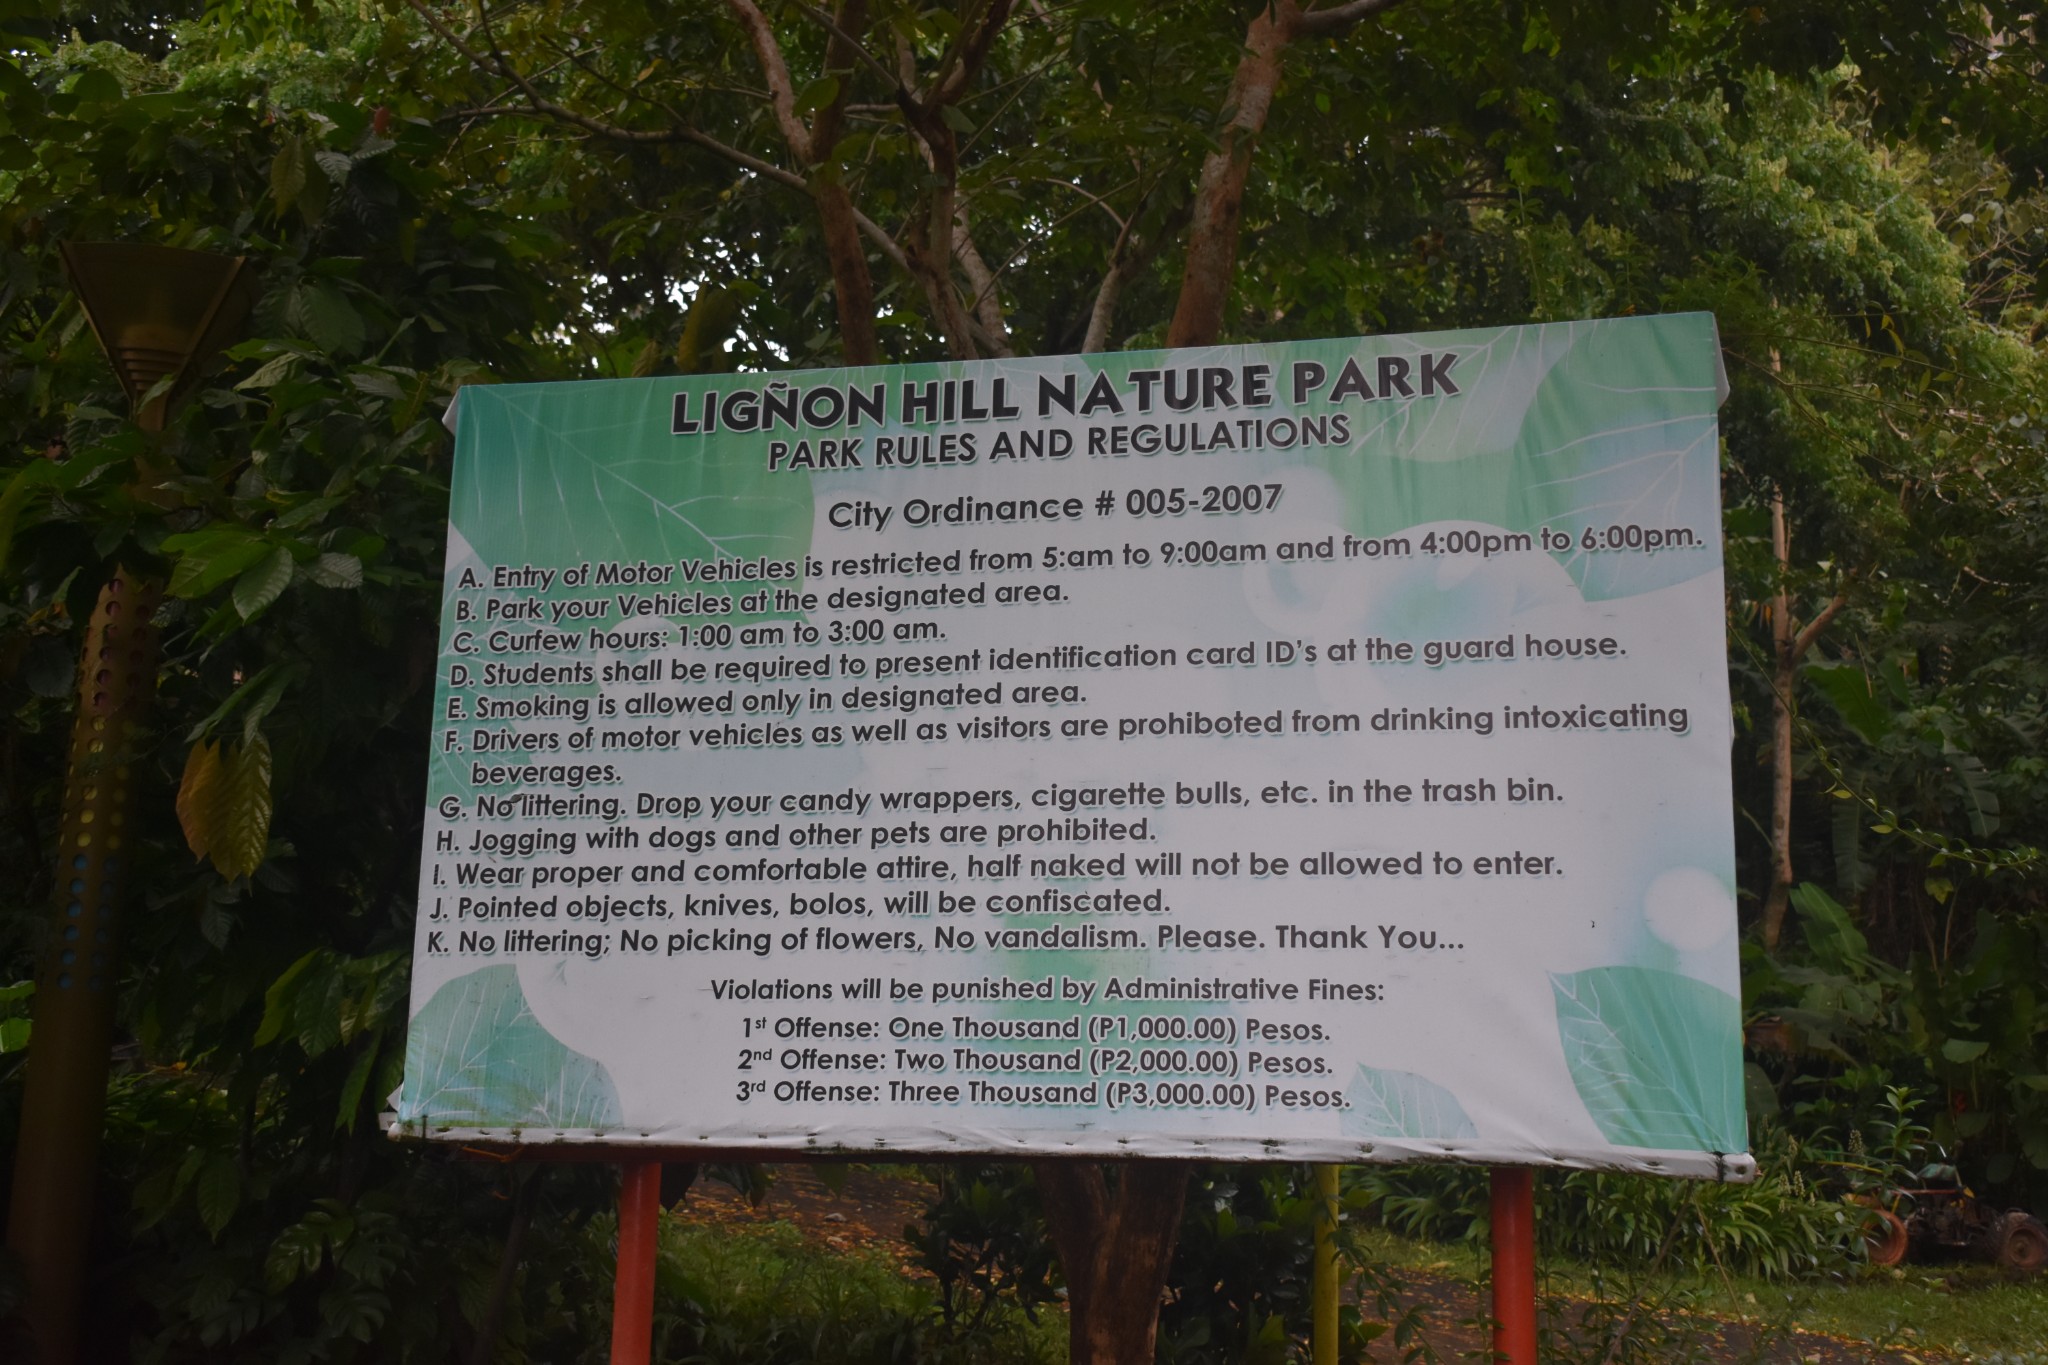 LIGÑON HILL NATURE PARK
PARK RULES AND REGULATIONS
City Ordinance # 005-2007
A. Entry of Motor Vehicles is restricted from 5:am to 9:00am and from 4:00pm to 6:00pm.
B. Park your Vehicles at the designated area.
C. Curfew hours: 1:00 am to 3:00 am.
D. Students shall be required to present identification card ID's at the guard house.
E. Smoking is allowed only in designated area.
F. Drivers of motor vehicles as well as visitors are prohiboted from drinking intoxicating
beverages.
G. No littering. Drop your candy wrappers, cigarette bulls, etc. in the trash bin.
H. Jogging with dogs and other pets are prohibited.
I. Wear proper and comfortable attire, half naked will not be allowed to enter.
J. Pointed objects, knives, bolos, will be confiscated.
K. No littering; No picking of flowers, No vandalism. Please. Thank You...
Violations will be punished by Administrative Fines:
1st Offense: One Thousand (P1,000.00) Pesos.
2nd Offense: Two Thousand (P2,000.00) Pesos.
3rd Offense: Three Thousand (P3,000.00) Pesos.